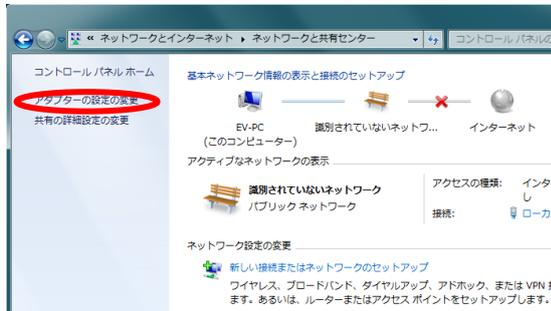 « ネットワークとインターネット ▸ ネットワークと共有センター
コントロール パネルの
コントロール パネル ホーム
アダプターの設定の変更
共有の詳細設定の変更
基本ネットワーク情報の表示と接続のセットアップ
EV-PC
(このコンピューター)
識別されていないネットワ...
インターネット
アクティブなネットワークの表示
識別されていないネットワーク
パブリック ネットワーク
アクセスの種類: インタ
し
接続: ローカ
ネットワーク設定の変更
新しい接続またはネットワークのセットアップ
ワイヤレス、ブロードバンド、ダイヤルアップ、アドホック、または VPN
ます。あるいは、ルーターまたはアクセス ポイントをセットアップします。